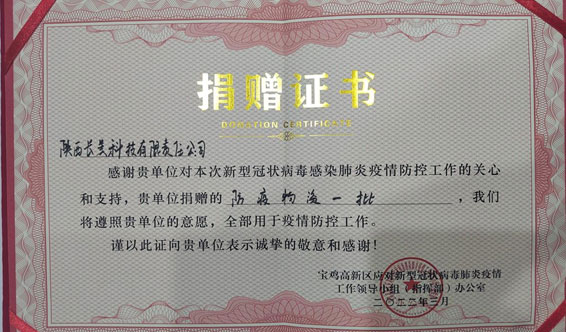 捐赠证书
DONATION CERTIFICATE
陕西长美科技有限责任公司
感谢贵单位对本次新型冠状病毒感染肺炎疫情防控工作的关心
和支持，贵单位捐赠的 防疫物资一批，我们
将遵照贵单位的意愿，全部用于疫情防控工作。
谨以此证向贵单位表示诚挚的敬意和感谢！
宝鸡高新区应对新型冠状病毒肺炎疫情
工作领导小组（指挥部）办公室
二〇二二年三月